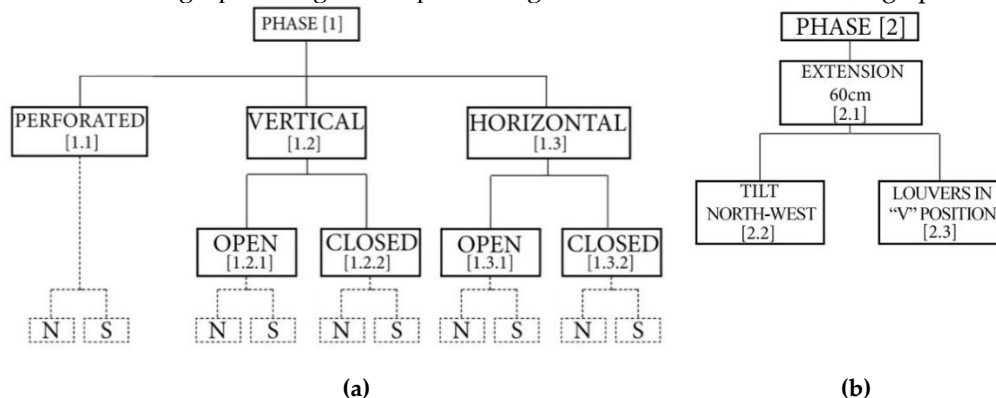 PHASE [1]
PERFORATED
[1.1]
VERTICAL
[1.2]
HORIZONTAL
[1.3]
OPEN
[1.2.1]
CLOSED
[1.2.2]
OPEN
[1.3.1]
CLOSED
[1.3.2]
N S N S N S N S N S
(a)
PHASE [2]
EXTENSION
60cm
[2.1]
TILT
NORTH-WEST
[2.2]
LOUVERS IN
“V” POSITION
[2.3]
(b)